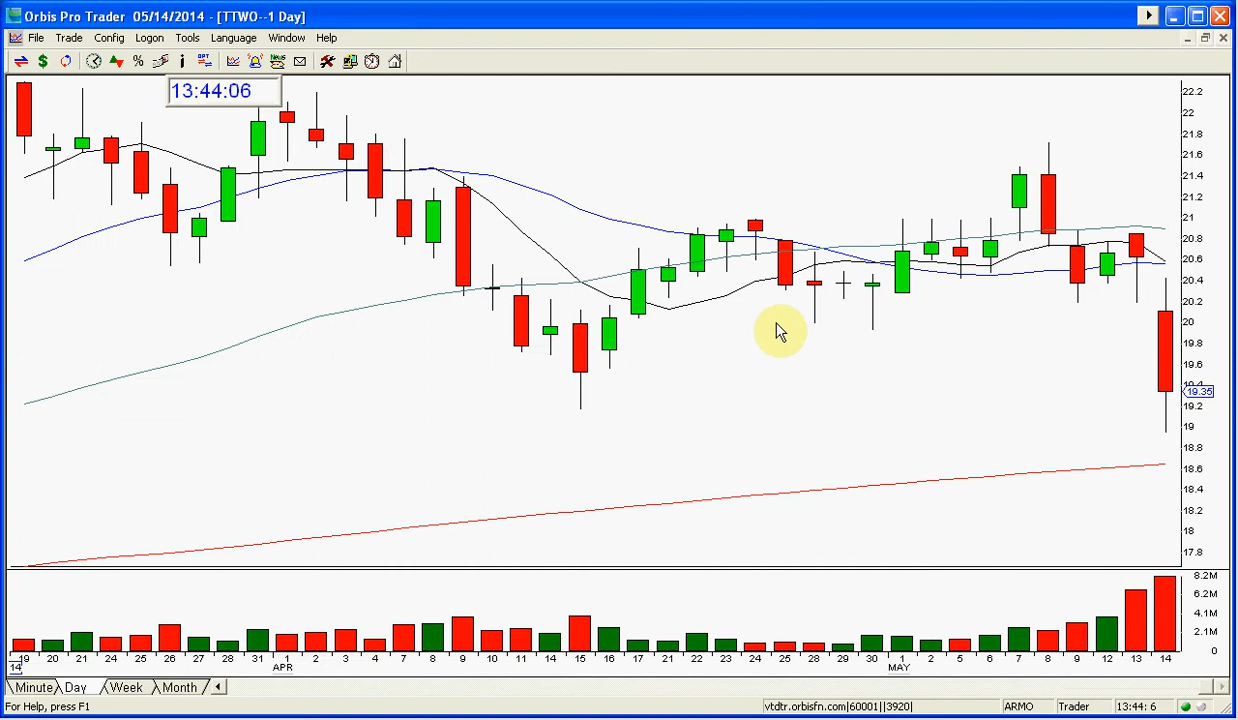 Orbis Pro Trader 05/14/2014 - [TTWO--1 Day]
File Trade Config Logon Tools Language Window Help
$ % i OPT News
13:44:06
22.2
22
21.8
21.6
21.4
21.2
21
20.8
20.6
20.4
20.2
20
19.8
19.6
19.4
19.35
19.2
19
18.8
18.6
18.4
18.2
18
17.8
8.2M
6.2M
4.1M
2.1M
0
19 20 21 24 25 26 27 28 31 1 2 3 4 7 8 9 10 11 14 15 16 17 21 22 23 24 25 28 29 30 1 2 5 6 7 8 9 12 13 14
14 APR MAY
Minute Day Week Month
For Help, press F1 vtdtr.orbisfn.com|60001||3920| ARMO Trader 13:44: 6